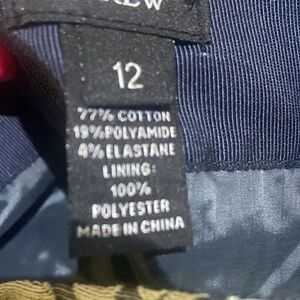 12
77% COTTON
19% POLYAMIDE
4% ELASTANE
LINING:
100%
POLYESTER
MADE IN CHINA